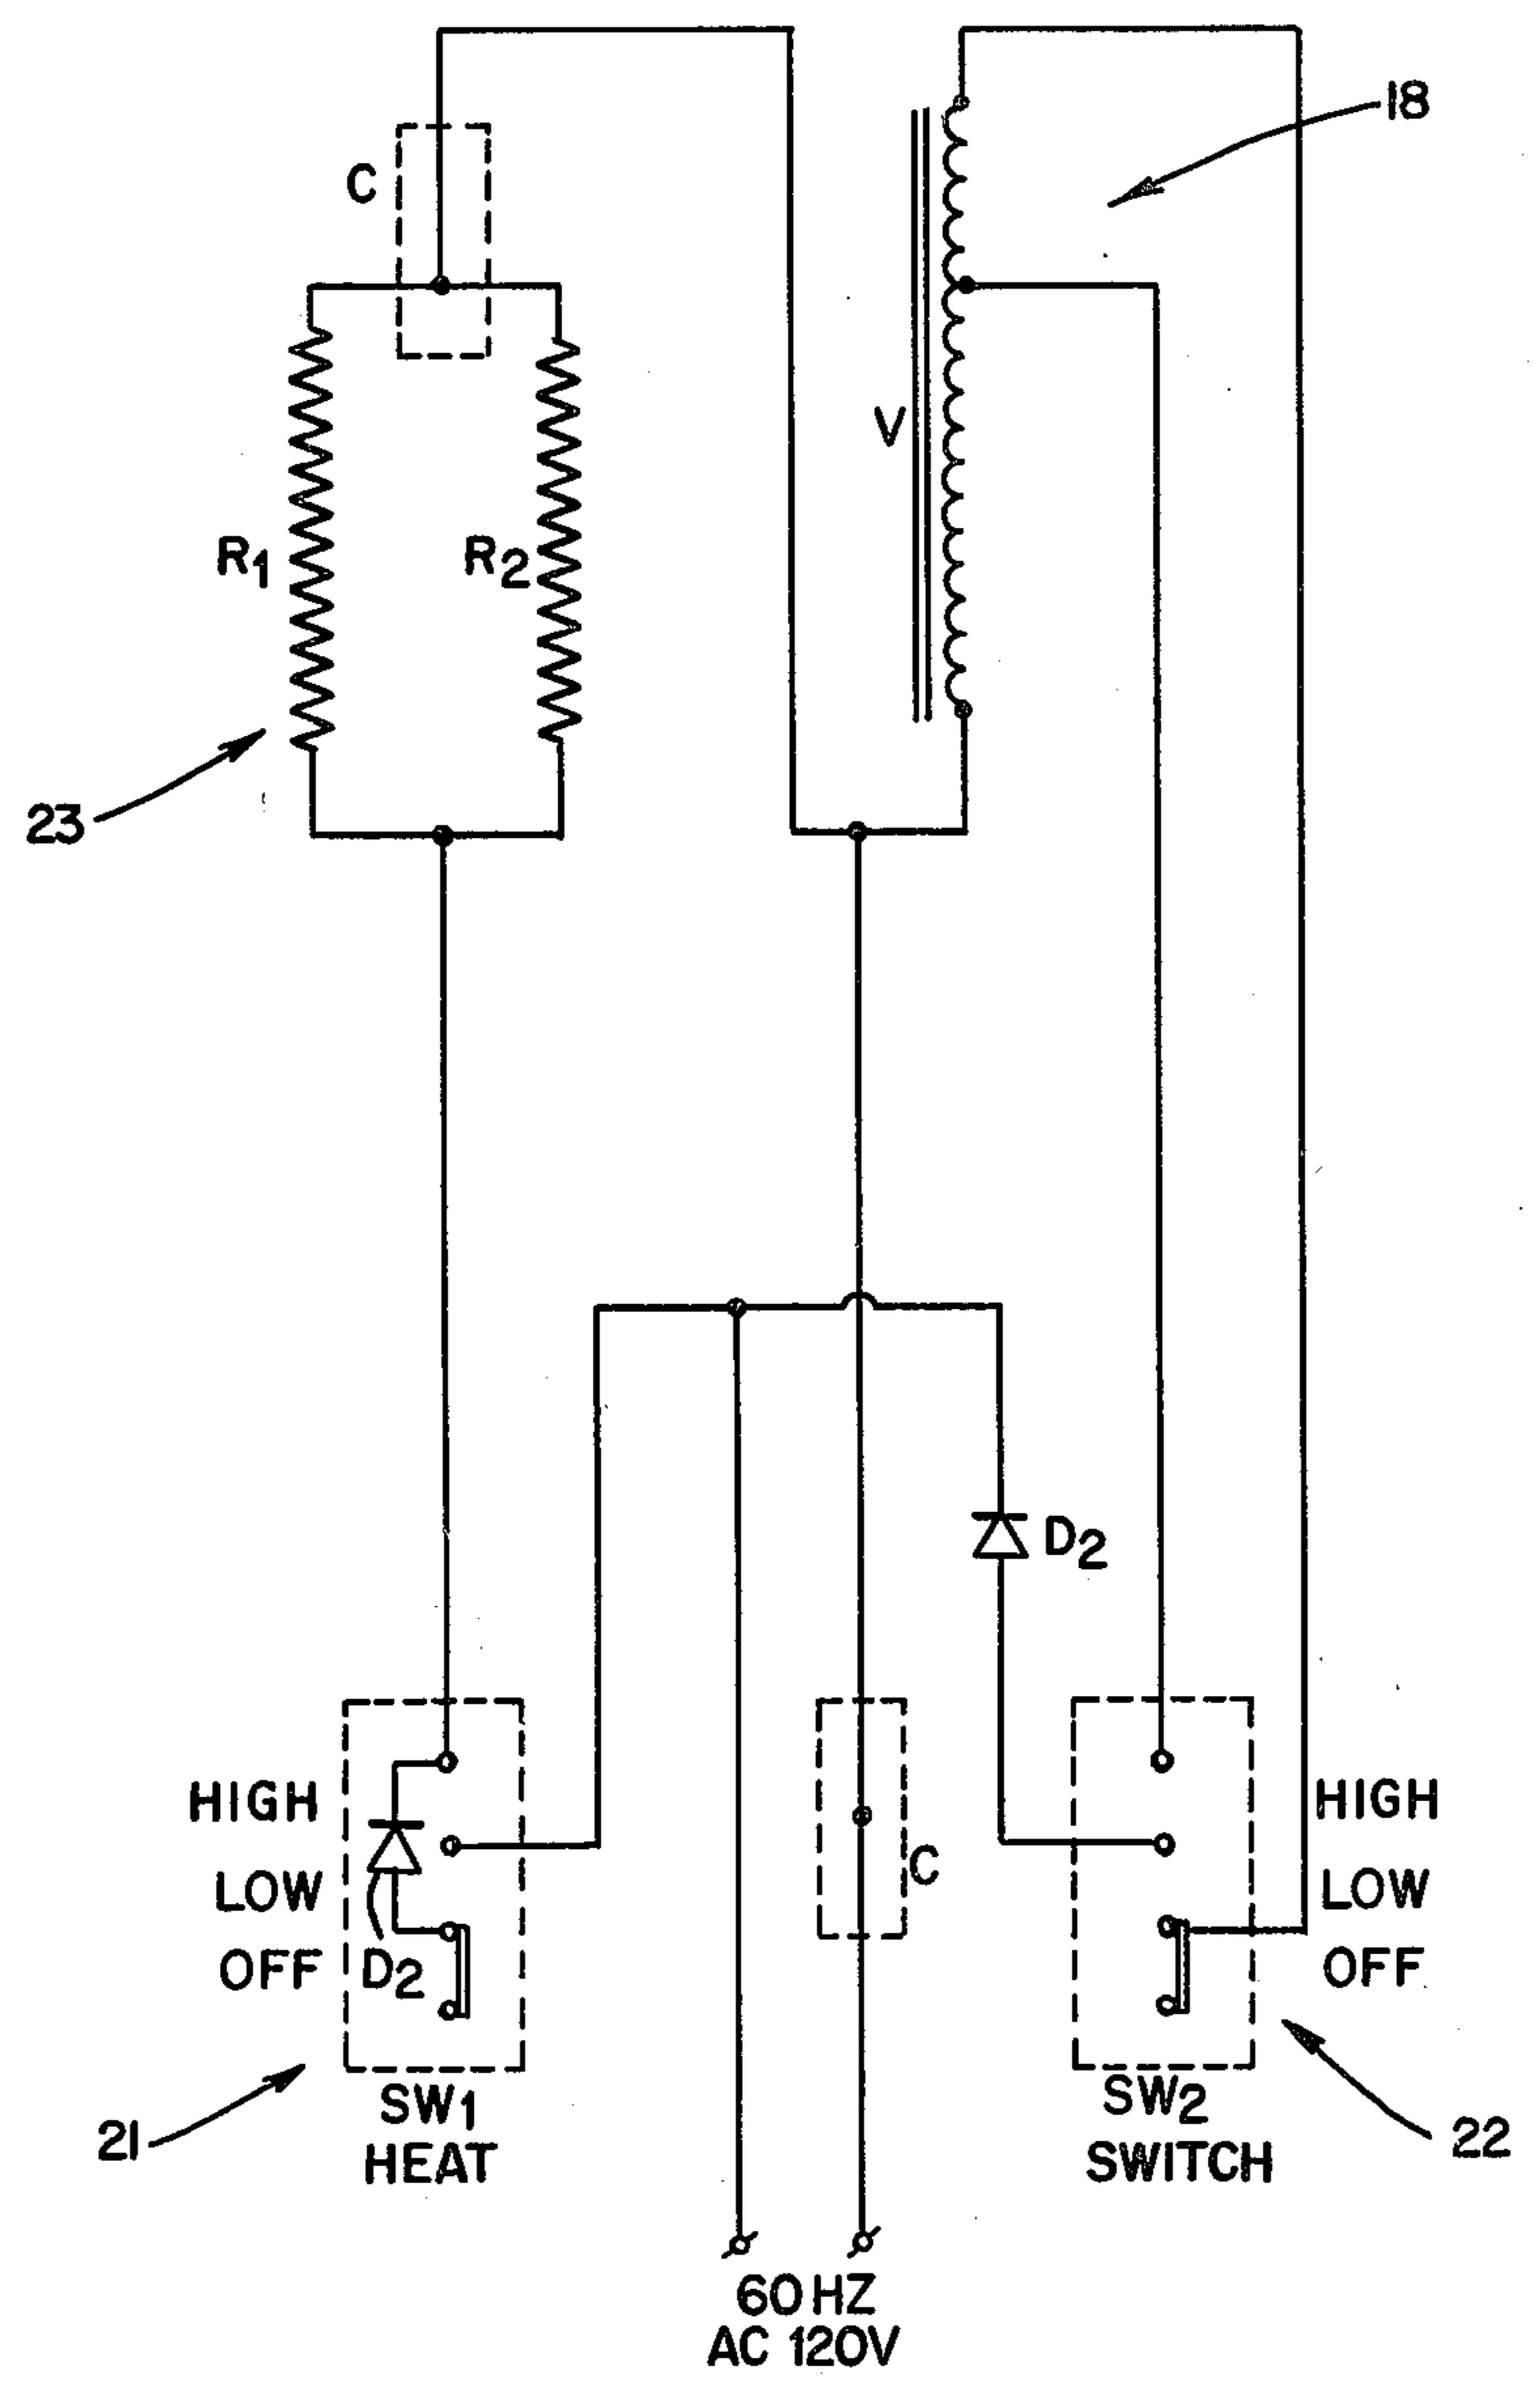 18
C
V
R1
R2
23
D2
HIGH
LOW
OFF
D2
C
HIGH
LOW
OFF
SW1
HEAT
21
SW2
SWITCH
22
60 HZ
AC 120V